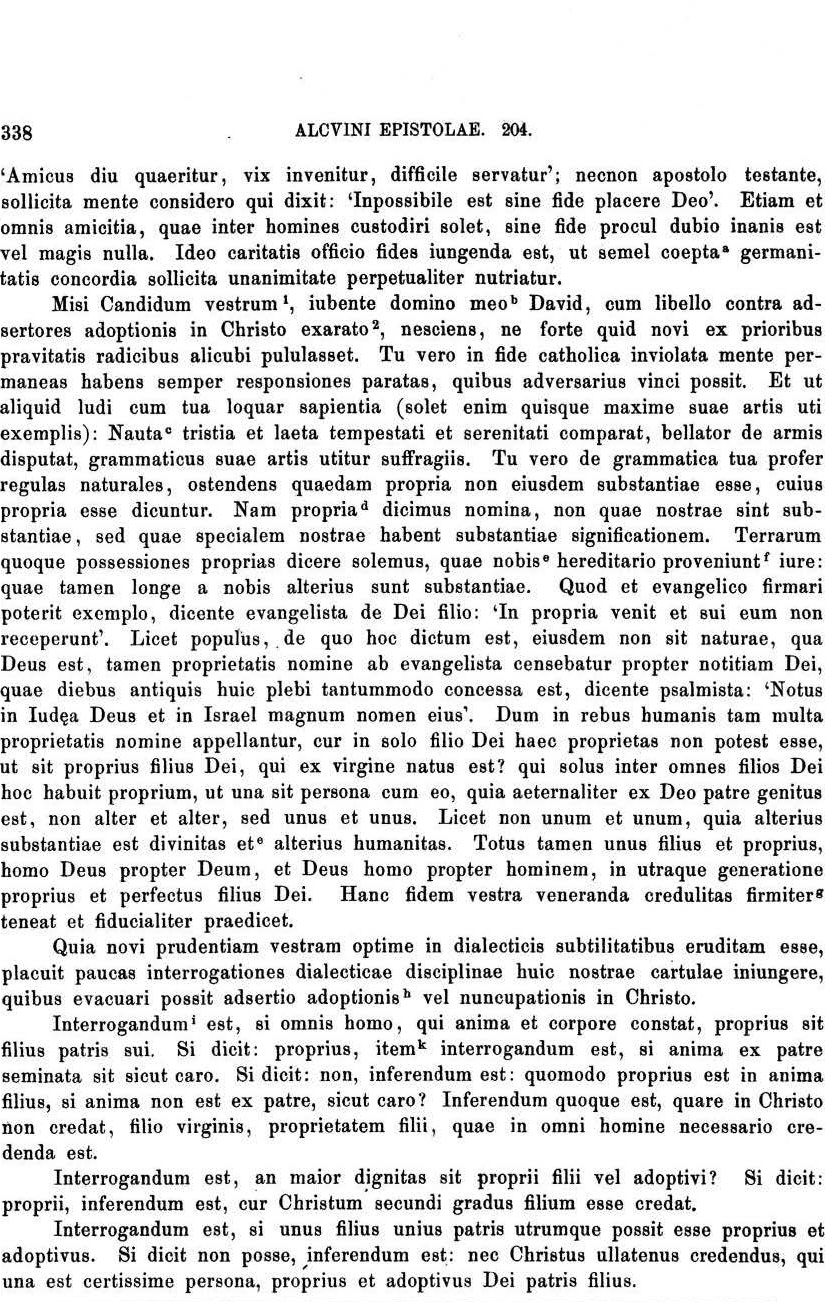 338 ALCVINI EPISTOLAE. 204.
‘Amicus diu quaeritur, vix invenitur, difficile servatur’; necnon apostolo testante,
sollicita mente considero qui dixit: ‘Inpossibile est sine fide placere Deo’. Etiam et
omnis amicitia, quae inter homines custodiri solet, sine fide procul dubio inanis est
vel magis nulla. Ideo caritatis officio fides iungenda est, ut semel coeptaᵃ germani-
tatis concordia sollicita unanimitate perpetualiter nutriatur.
Misi Candidum vestrum¹, iubente domino meoᵇ David, cum libello contra ad-
sertores adoptionis in Christo exarato², nesciens, ne forte quid novi ex prioribus
pravitatis radicibus alicubi pululasset. Tu vero in fide catholica inviolata mente per-
maneas habens semper responsiones paratas, quibus adversarius vinci possit. Et ut
aliquid ludi cum tua loquar sapientia (solet enim quisque maxime suae artis uti
exemplis): Nautaᶜ tristia et laeta tempestati et serenitati comparat, bellator de armis
disputat, grammaticus suae artis utitur suffragiis. Tu vero de grammatica tua profer
regulas naturales, ostendens quaedam propria non eiusdem substantiae esse, cuius
propria esse dicuntur. Nam propriaᵈ dicimus nomina, non quae nostrae sint sub-
stantiae, sed quae specialem nostrae habent substantiae significationem. Terrarum
quoque possessiones proprias dicere solemus, quae nobisᵉ hereditario proveniuntᶠ iure:
quae tamen longe a nobis alterius sunt substantiae. Quod et evangelico firmari
poterit exemplo, dicente evangelista de Dei filio: ‘In propria venit et sui eum non
receperunt’. Licet populus, de quo hoc dictum est, eiusdem non sit naturae, qua
Deus est, tamen proprietatis nomine ab evangelista censebatur propter notitiam Dei,
quae diebus antiquis huic plebi tantummodo concessa est, dicente psalmista: ‘Notus
in Iudęa Deus et in Israel magnum nomen eius’. Dum in rebus humanis tam multa
proprietatis nomine appellantur, cur in solo filio Dei haec proprietas non potest esse,
ut sit proprius filius Dei, qui ex virgine natus est? qui solus inter omnes filios Dei
hoc habuit proprium, ut una sit persona cum eo, quia aeternaliter ex Deo patre genitus
est, non alter et alter, sed unus et unus. Licet non unum et unum, quia alterius
substantiae est divinitas etᵉ alterius humanitas. Totus tamen unus filius et proprius,
homo Deus propter Deum, et Deus homo propter hominem, in utraque generatione
proprius et perfectus filius Dei. Hanc fidem vestra veneranda credulitas firmiterᵍ
teneat et fiducialiter praedicet.
Quia novi prudentiam vestram optime in dialecticis subtilitatibus eruditam esse,
placuit paucas interrogationes dialecticae disciplinae huic nostrae cartulae iniungere,
quibus evacuari possit adsertio adoptionisʰ vel nuncupationis in Christo.
Interrogandumⁱ est, si omnis homo, qui anima et corpore constat, proprius sit
filius patris sui. Si dicit: proprius, itemᵏ interrogandum est, si anima ex patre
seminata sit sicut caro. Si dicit: non, inferendum est: quomodo proprius est in anima
filius, si anima non est ex patre, sicut caro? Inferendum quoque est, quare in Christo
non credat, filio virginis, proprietatem filii, quae in omni homine necessario cre-
denda est.
Interrogandum est, an maior dignitas sit proprii filii vel adoptivi? Si dicit:
proprii, inferendum est, cur Christum secundi gradus filium esse credat.
Interrogandum est, si unus filius unius patris utrumque possit esse proprius et
adoptivus. Si dicit non posse, inferendum est: nec Christus ullatenus credendus, qui
una est certissime persona, proprius et adoptivus Dei patris filius.